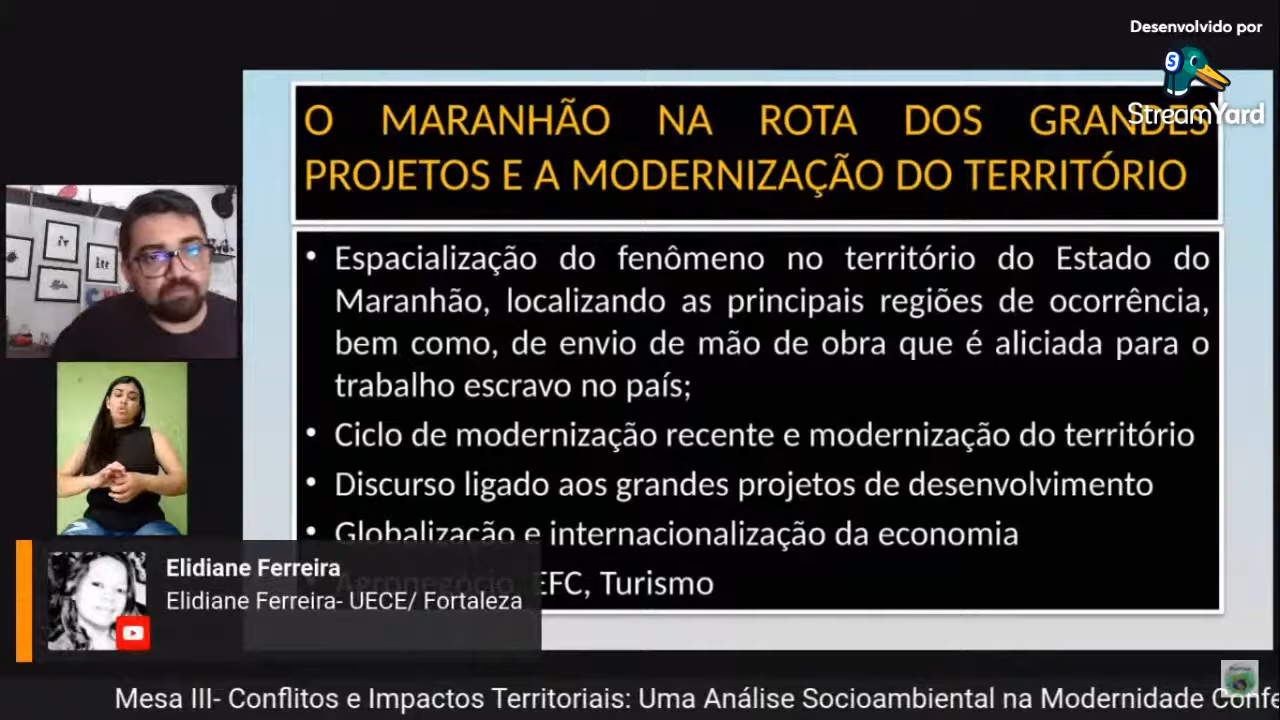 Desenvolvido por
StreamYard
O MARANHÃO NA ROTA DOS GRANDES
PROJETOS E A MODERNIZAÇÃO DO TERRITÓRIO
• Espacialização do fenômeno no território do Estado do
Maranhão, localizando as principais regiões de ocorrência,
bem como, de envio de mão de obra que é aliciada para o
trabalho escravo no país;
• Ciclo de modernização recente e modernização do território
• Discurso ligado aos grandes projetos de desenvolvimento
• Globalização e internacionalização da economia
• Agronegócio, EFC, Turismo
Elidiane Ferreira
Elidiane Ferreira- UECE/ Fortaleza
Mesa III- Conflitos e Impactos Territoriais: Uma Análise Socioambiental na Modernidade Confe